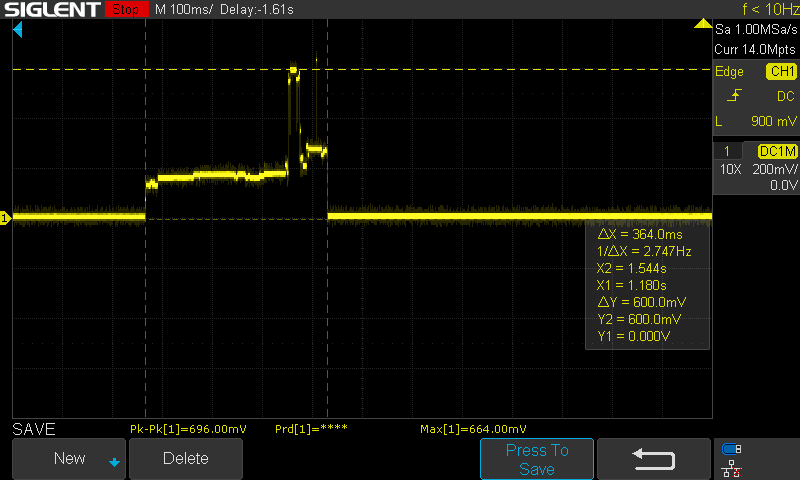 SIGLENT Stop M 100ms/ Delay:-1.61s f < 10Hz
Sa 1.00MSa/s
Curr 14.0Mpts
Edge CH1
DC
L 900 mV
1 DC1M
10X 200mV/
0.0V
1
ΔX = 364.0ms
1/ΔX = 2.747Hz
X2 = 1.544s
X1 = 1.180s
ΔY = 600.0mV
Y2 = 600.0mV
Y1 = 0.000V
SAVE Pk-Pk[1]=696.00mV Prd[1]=**** Max[1]=664.00mV
New Delete Press To
Save